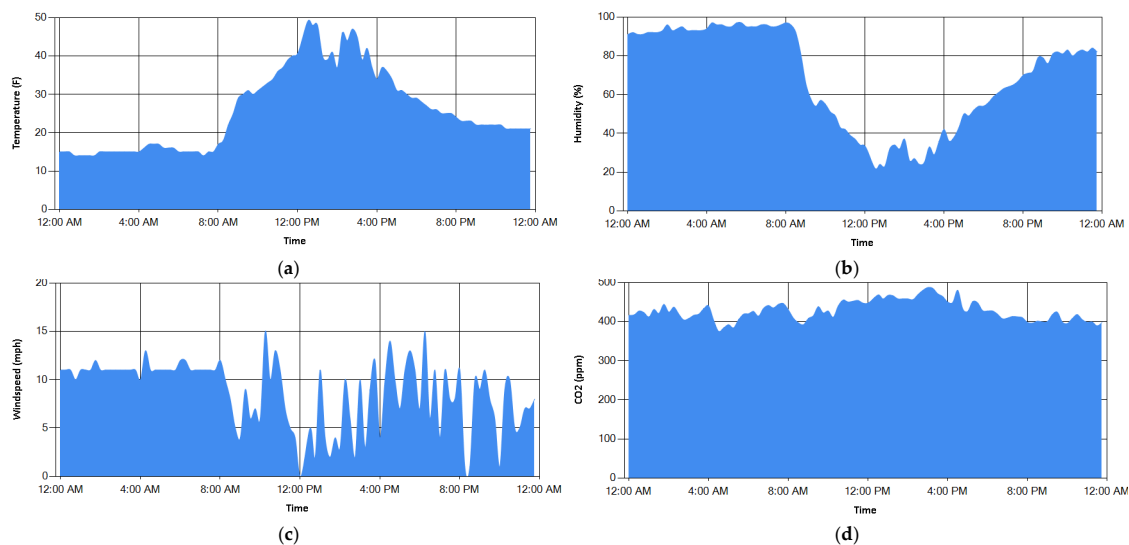 50
40
30
20
10
0
Temperature (F)
12:00 AM 4:00 AM 8:00 AM 12:00 PM 4:00 PM 8:00 PM 12:00 AM
Time
(a)
100
80
60
40
20
0
Humidity (%)
12:00 AM 4:00 AM 8:00 AM 12:00 PM 4:00 PM 8:00 PM 12:00 AM
Time
(b)
20
15
10
5
0
Windspeed (mph)
12:00 AM 4:00 AM 8:00 AM 12:00 PM 4:00 PM 8:00 PM 12:00 AM
Time
(c)
500
400
300
200
100
0
CO2 (ppm)
12:00 AM 4:00 AM 8:00 AM 12:00 PM 4:00 PM 8:00 PM 12:00 AM
Time
(d)